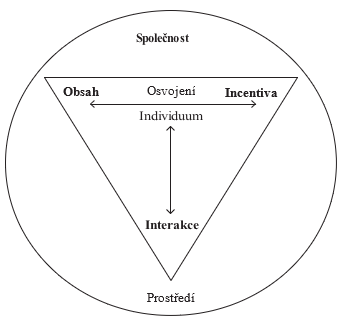 Společnost
Obsah Osvojení Incentiva
Individuum
Interakce
Prostředí